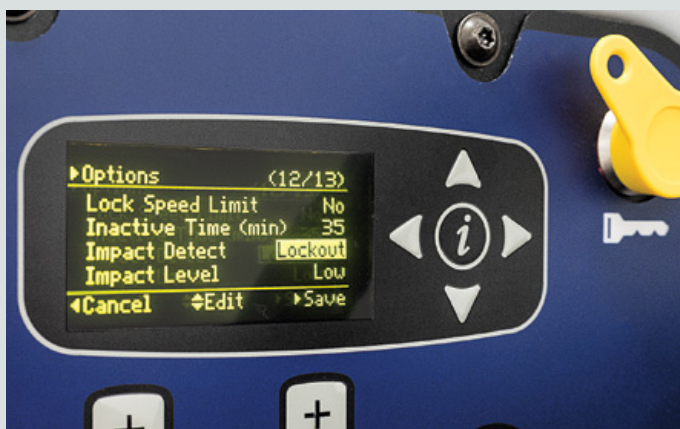 ▶Options (12/13)
Lock Speed Limit No
Inactive Time (min) 35
Impact Detect Lockout
Impact Level Low
◀Cancel ◆Edit ▶Save
i
+ +